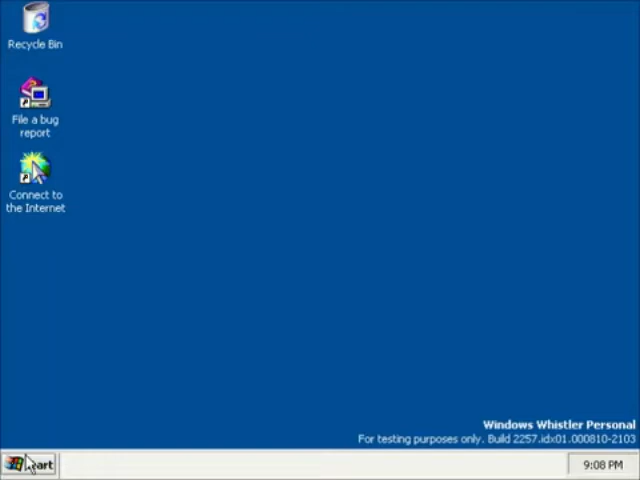 Recycle Bin
File a bug
report
Connect to
the Internet
Windows Whistler Personal
For testing purposes only. Build 2257.idx01.000810-2103
9:08 PM